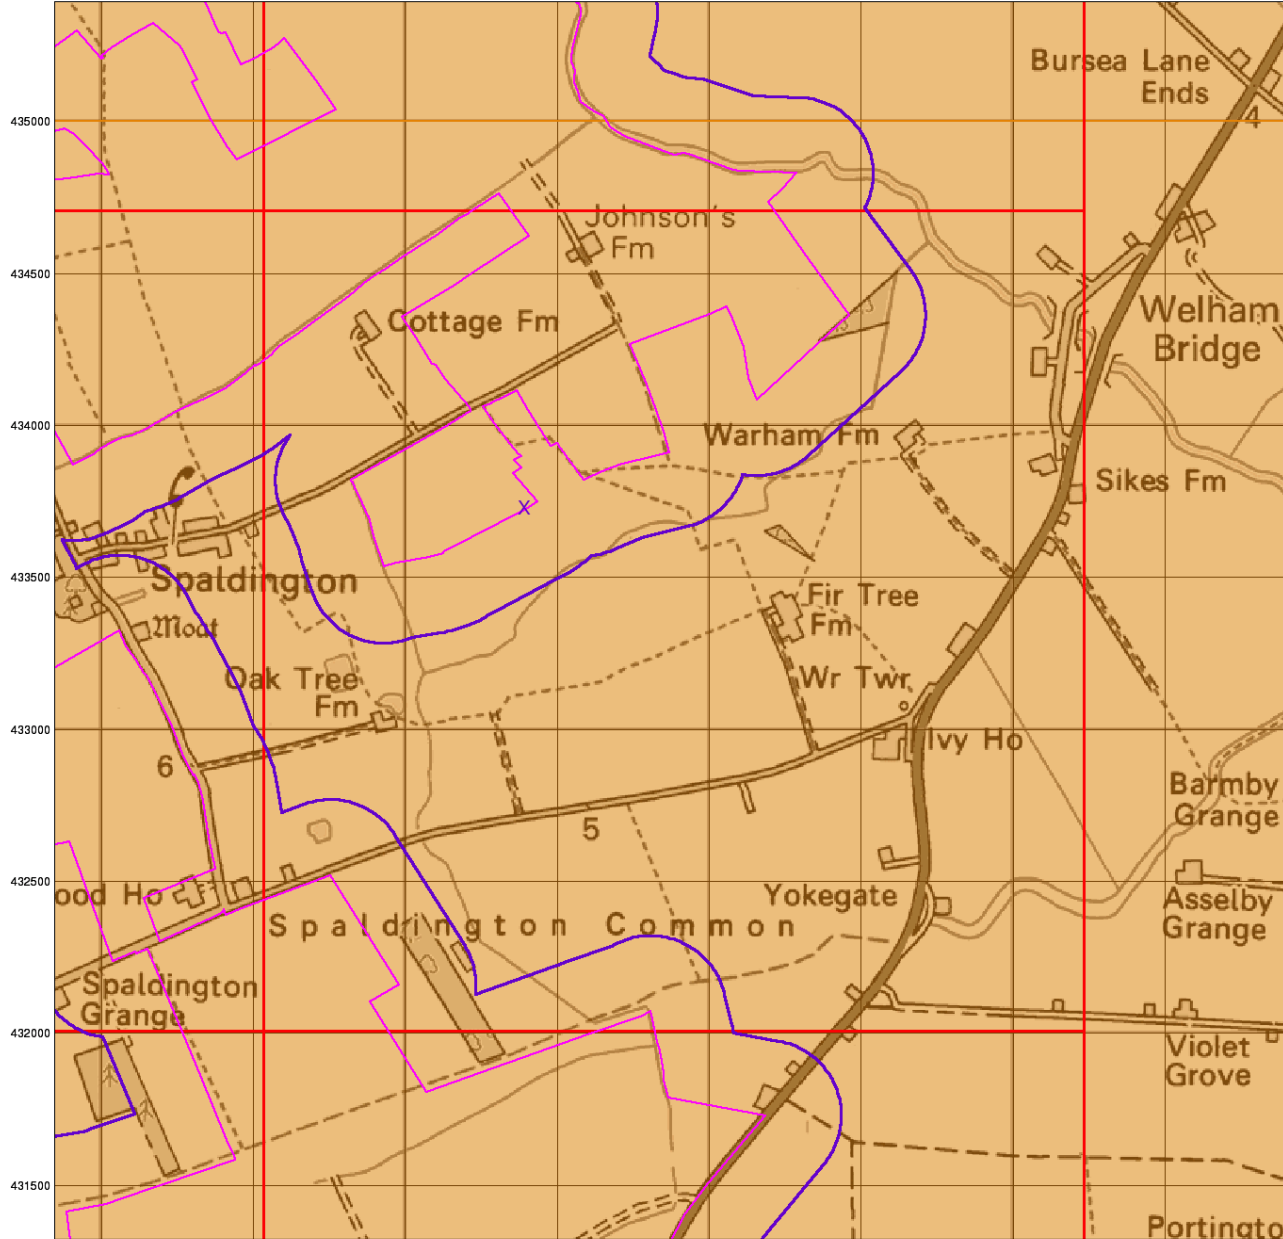 Bursea Lane
Ends
435000
4
Johnson's
Fm
434500
Cottage Fm
Welham
Bridge
434000
Warham Fm
Sikes Fm
X
433500
Spaldington
Fir Tree
Fm
Moat
Oak Tree
Fm
Wr Twr
433000
Ivy Ho
6
Barmby
Grange
5
432500
ood Ho
Yokegate
Asselby
Grange
Spaldington Common
Spaldington
Grange
432000
Violet
Grove
431500
Portingto